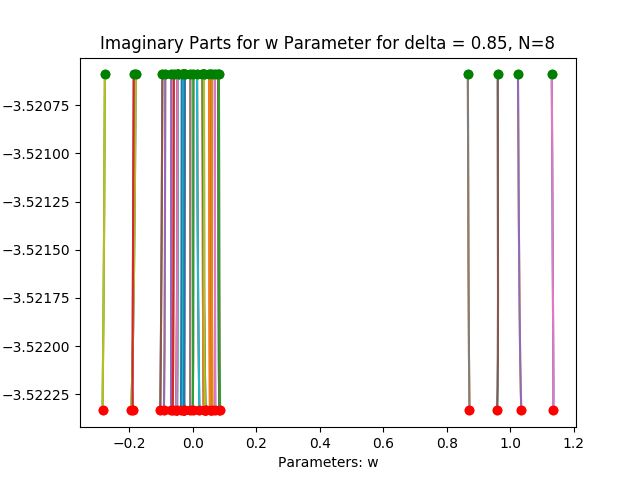 Imaginary Parts for w Parameter for delta = 0.85, N=8
−3.52075
−3.52100
−3.52125
−3.52150
−3.52175
−3.52200
−3.52225
−0.2 0.0 0.2 0.4 0.6 0.8 1.0 1.2
Parameters: w